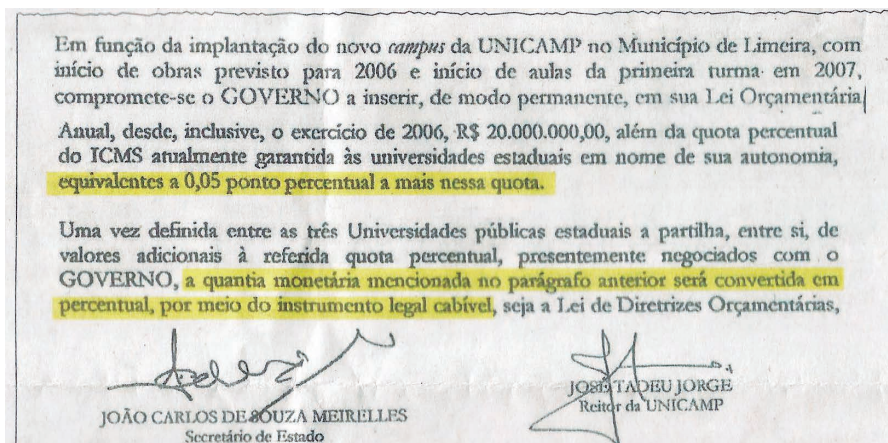 Em função da implantação do novo campus da UNICAMP no Município de Limeira, com
início de obras previsto para 2006 e início de aulas da primeira turma em 2007,
compromete-se o GOVERNO a inserir, de modo permanente, em sua Lei Orçamentária
Anual, desde, inclusive, o exercício de 2006, R$ 20.000.000,00, além da quota percentual
do ICMS atualmente garantida às universidades estaduais em nome de sua autonomia,
equivalentes a 0,05 ponto percentual a mais nessa quota.
Uma vez definida entre as três Universidades públicas estaduais a partilha, entre si, de
valores adicionais à referida quota percentual, presentemente negociados com o
GOVERNO, a quantia monetária mencionada no parágrafo anterior será convertida em
percentual, por meio do instrumento legal cabível, seja a Lei de Diretrizes Orçamentárias,
JOÃO CARLOS DE SOUZA MEIRELLES
Secretário de Estado
JOSÉ TADEU JORGE
Reitor da UNICAMP